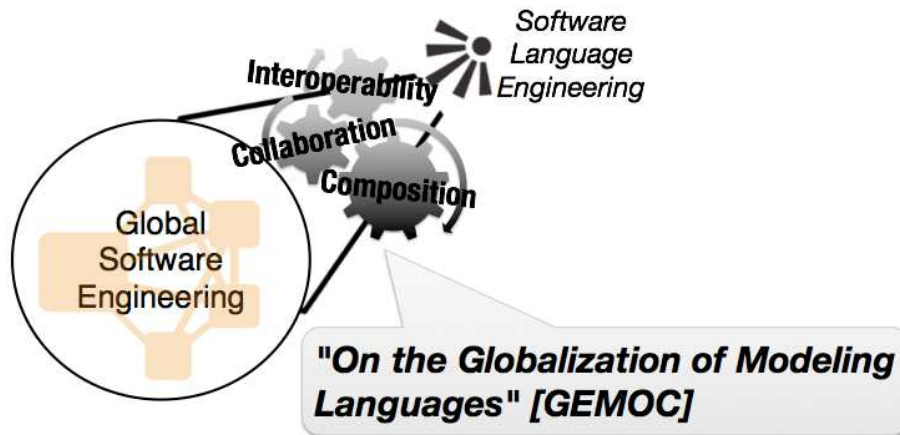 Software
Language
Engineering
Interoperability
Collaboration
Composition
Global
Software
Engineering
"On the Globalization of Modeling
Languages" [GEMOC]